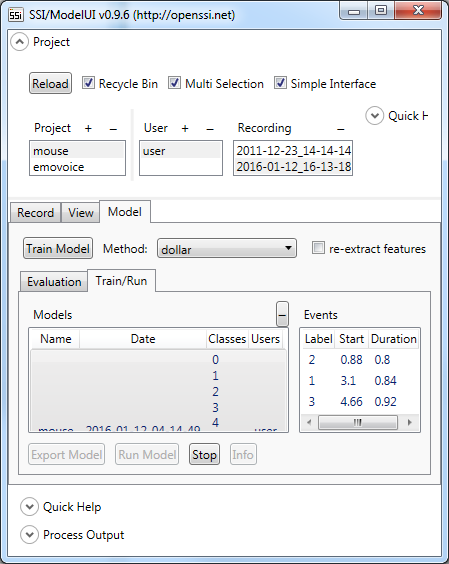 SSI/ModelUI v0.9.6 (http://openssi.net)
Project
Reload Recycle Bin Multi Selection Simple Interface
Project + – User + – Recording – Quick H
mouse user 2011-12-23_14-14-14
emovoice 2016-01-12_16-13-18
Record View Model
Train Model Method: dollar re-extract features
Evaluation Train/Run
Models – Events
Name Date Classes Users Label Start Duration
0
2 0.88 0.8
1
1 3.1 0.84
2
3
3 4.66 0.92
mouse 2016-01-12_04-14-49 4 user
Export Model Run Model Stop Info
Quick Help
Process Output